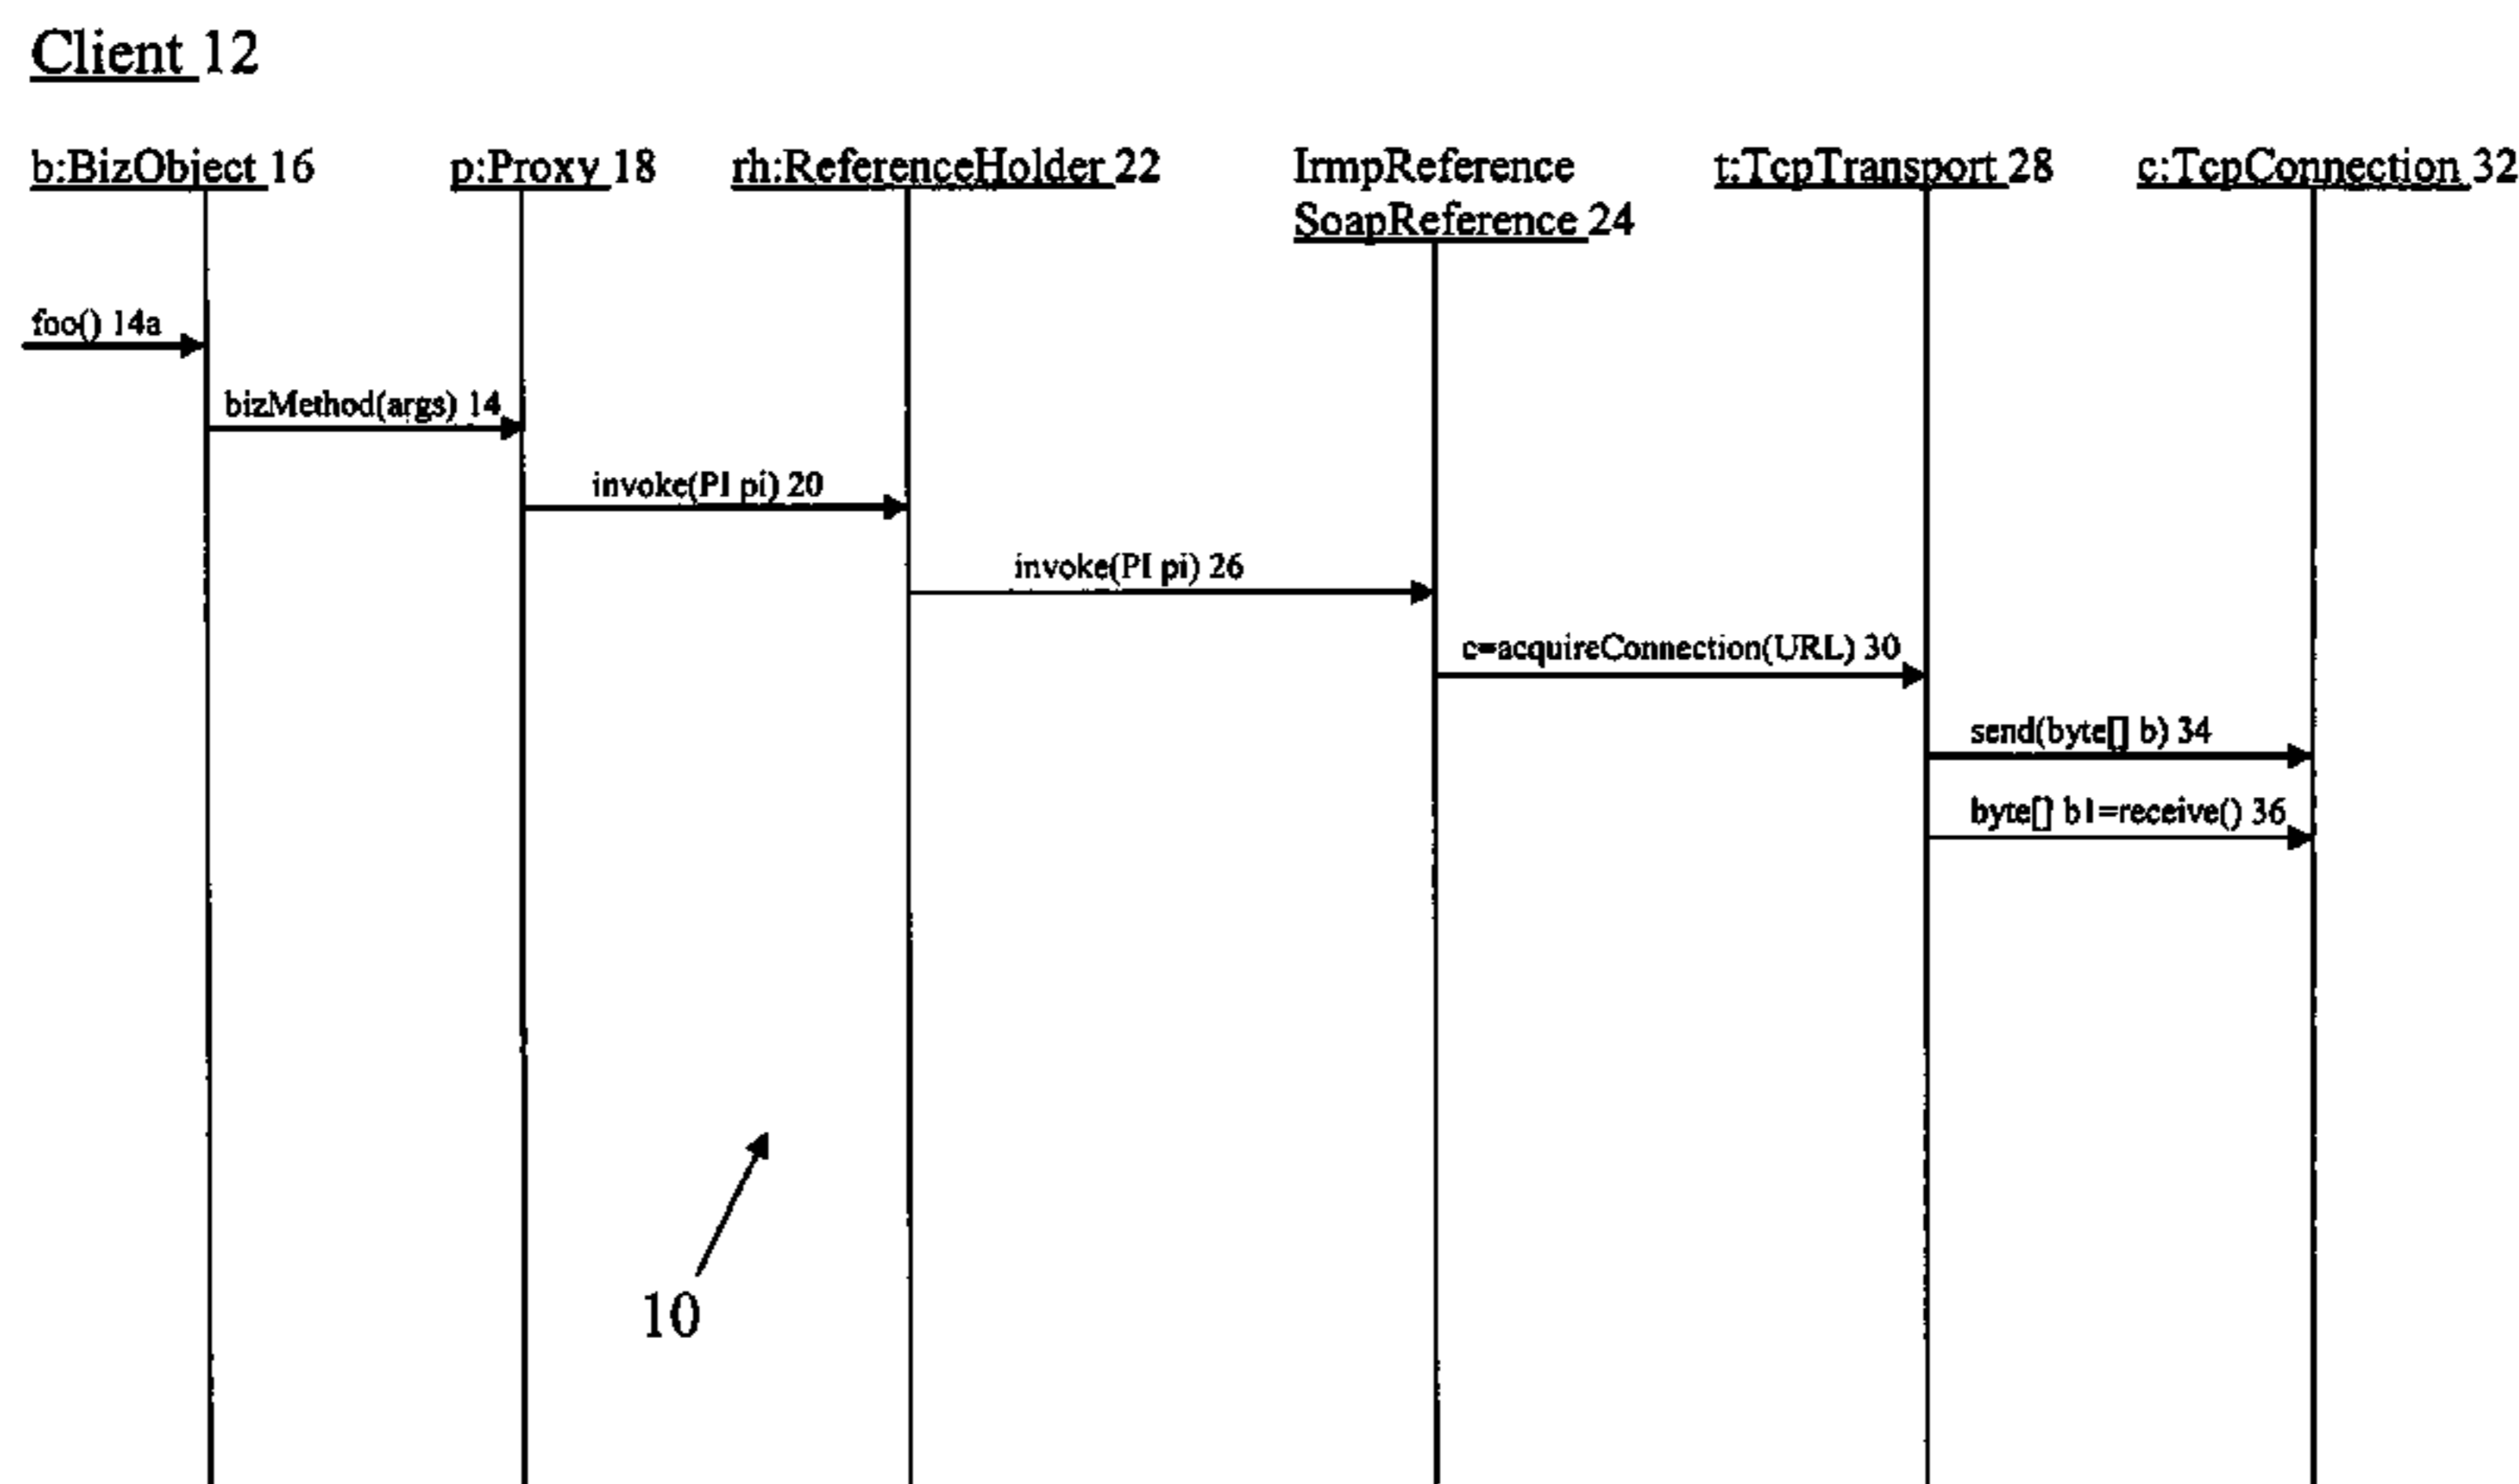 Client 12
b:BizObject 16
p:Proxy 18
rh:ReferenceHolder 22
IrmpReference
SoapReference 24
t:TcpTransport 28
c:TcpConnection 32
foo() 14a
bizMethod(args) 14
invoke(PI pi) 20
invoke(PI pi) 26
c=acquireConnection(URL) 30
send(byte[] b) 34
byte[] b1=receive() 36
10